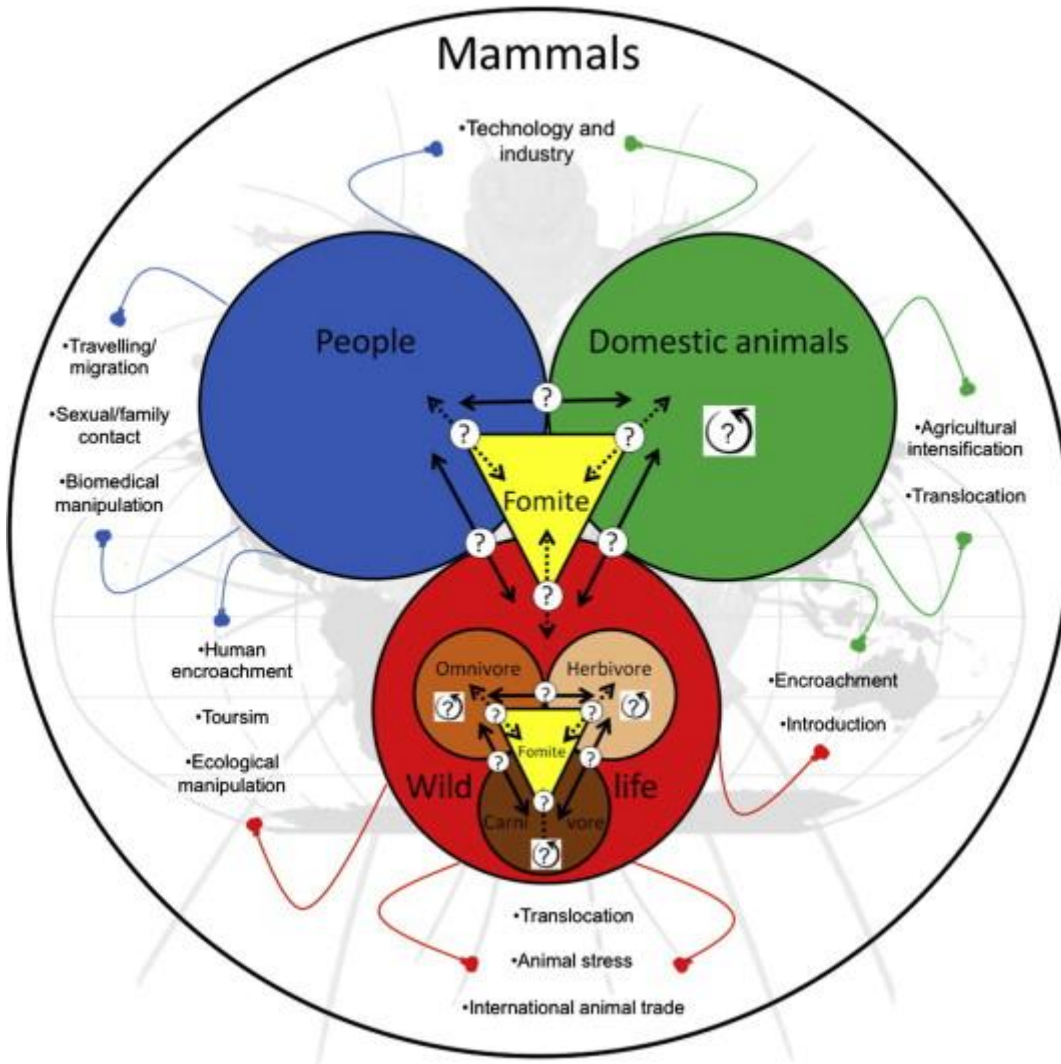 Mammals
•Technology and
industry
People
Domestic animals
•Travelling/
migration
•Sexual/family
contact
•Biomedical
manipulation
•Agricultural
intensification
•Translocation
?
?
?
?
Fomite
?
?
?
•Human
encroachment
•Toursim
•Ecological
manipulation
•Encroachment
•Introduction
Omnivore
Herbivore
?
?
?
?
?
Fomite
?
?
?
Wild
life
Carni
vore
?
•Translocation
•Animal stress
•International animal trade